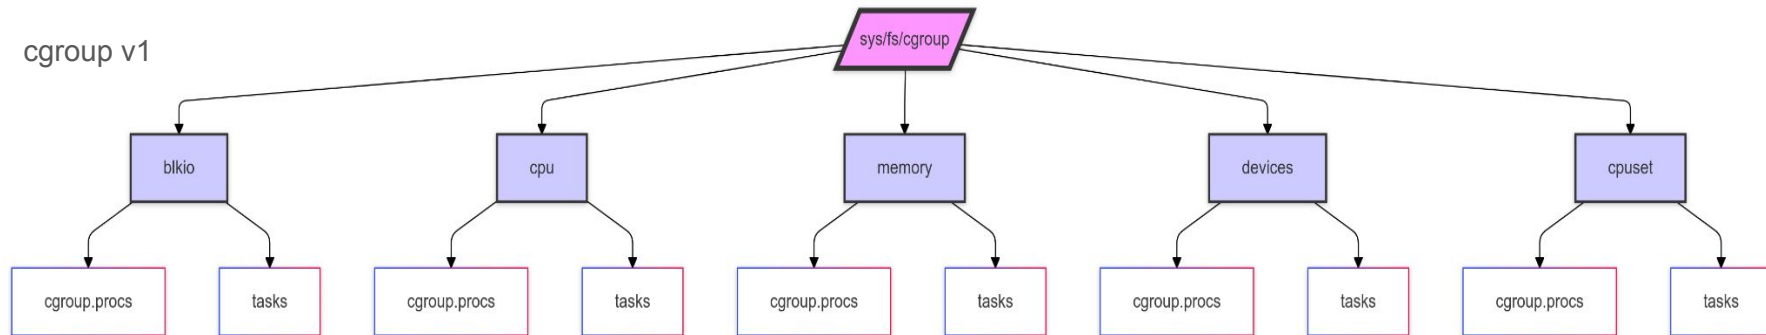 cgroup v1
sys/fs/cgroup
blkio
cpu
memory
devices
cpuset
cgroup.procs
tasks
cgroup.procs
tasks
cgroup.procs
tasks
cgroup.procs
tasks
cgroup.procs
tasks